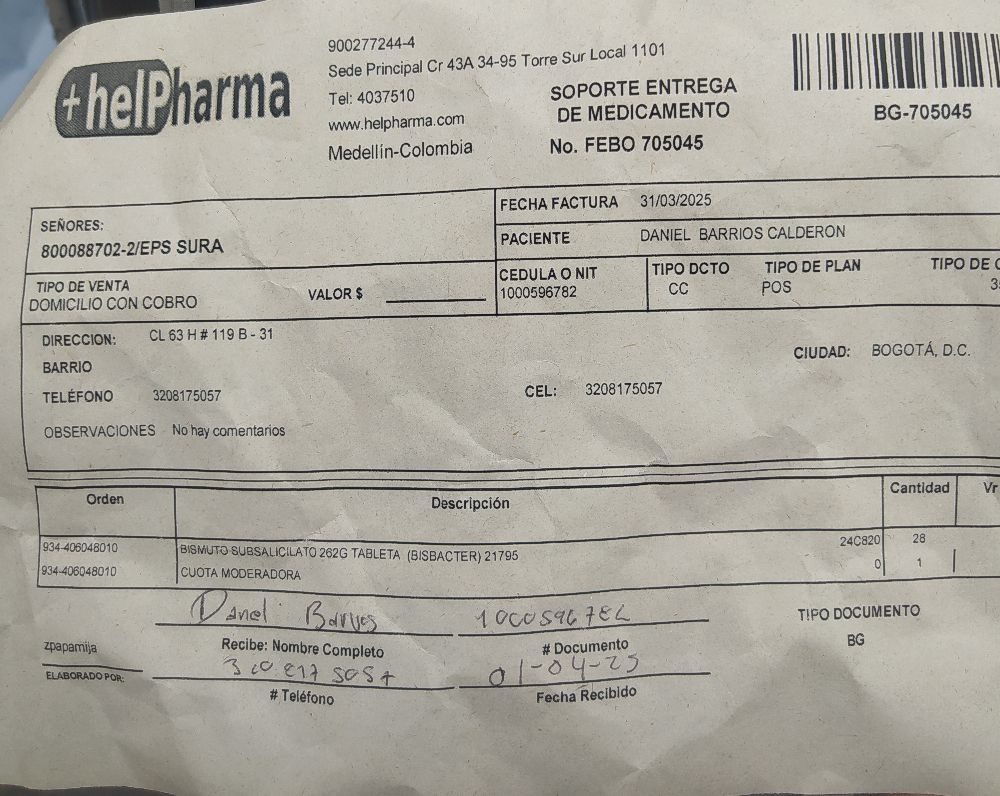 +helPharma
900277244-4
Sede Principal Cr 43A 34-95 Torre Sur Local 1101
Tel: 4037510
www.helpharma.com
Medellín-Colombia
SOPORTE ENTREGA
DE MEDICAMENTO
No. FEBO 705045
BG-705045
SEÑORES:
800088702-2/EPS SURA
FECHA FACTURA 31/03/2025
PACIENTE DANIEL BARRIOS CALDERON
TIPO DE VENTA
DOMICILIO CON COBRO
VALOR $
CEDULA O NIT
1000596782
TIPO DCTO
CC
TIPO DE PLAN
POS
TIPO DE
DIRECCION: CL 63 H # 119 B - 31
BARRIO
CIUDAD: BOGOTÁ, D.C.
TELÉFONO 3208175057
CEL: 3208175057
OBSERVACIONES No hay comentarios
Orden Descripción Cantidad Vr
934-406048010 BISMUTO SUBSALICILATO 262G TABLETA (BISBACTER) 21795 24C820 28
934-406048010 CUOTA MODERADORA 0 1
Daniel Barrios 1000596782
Recibe: Nombre Completo # Documento
TIPO DOCUMENTO
BG
zpapamija
ELABORADO POR:
320 817 5057 01-04-25
# Teléfono Fecha Recibido